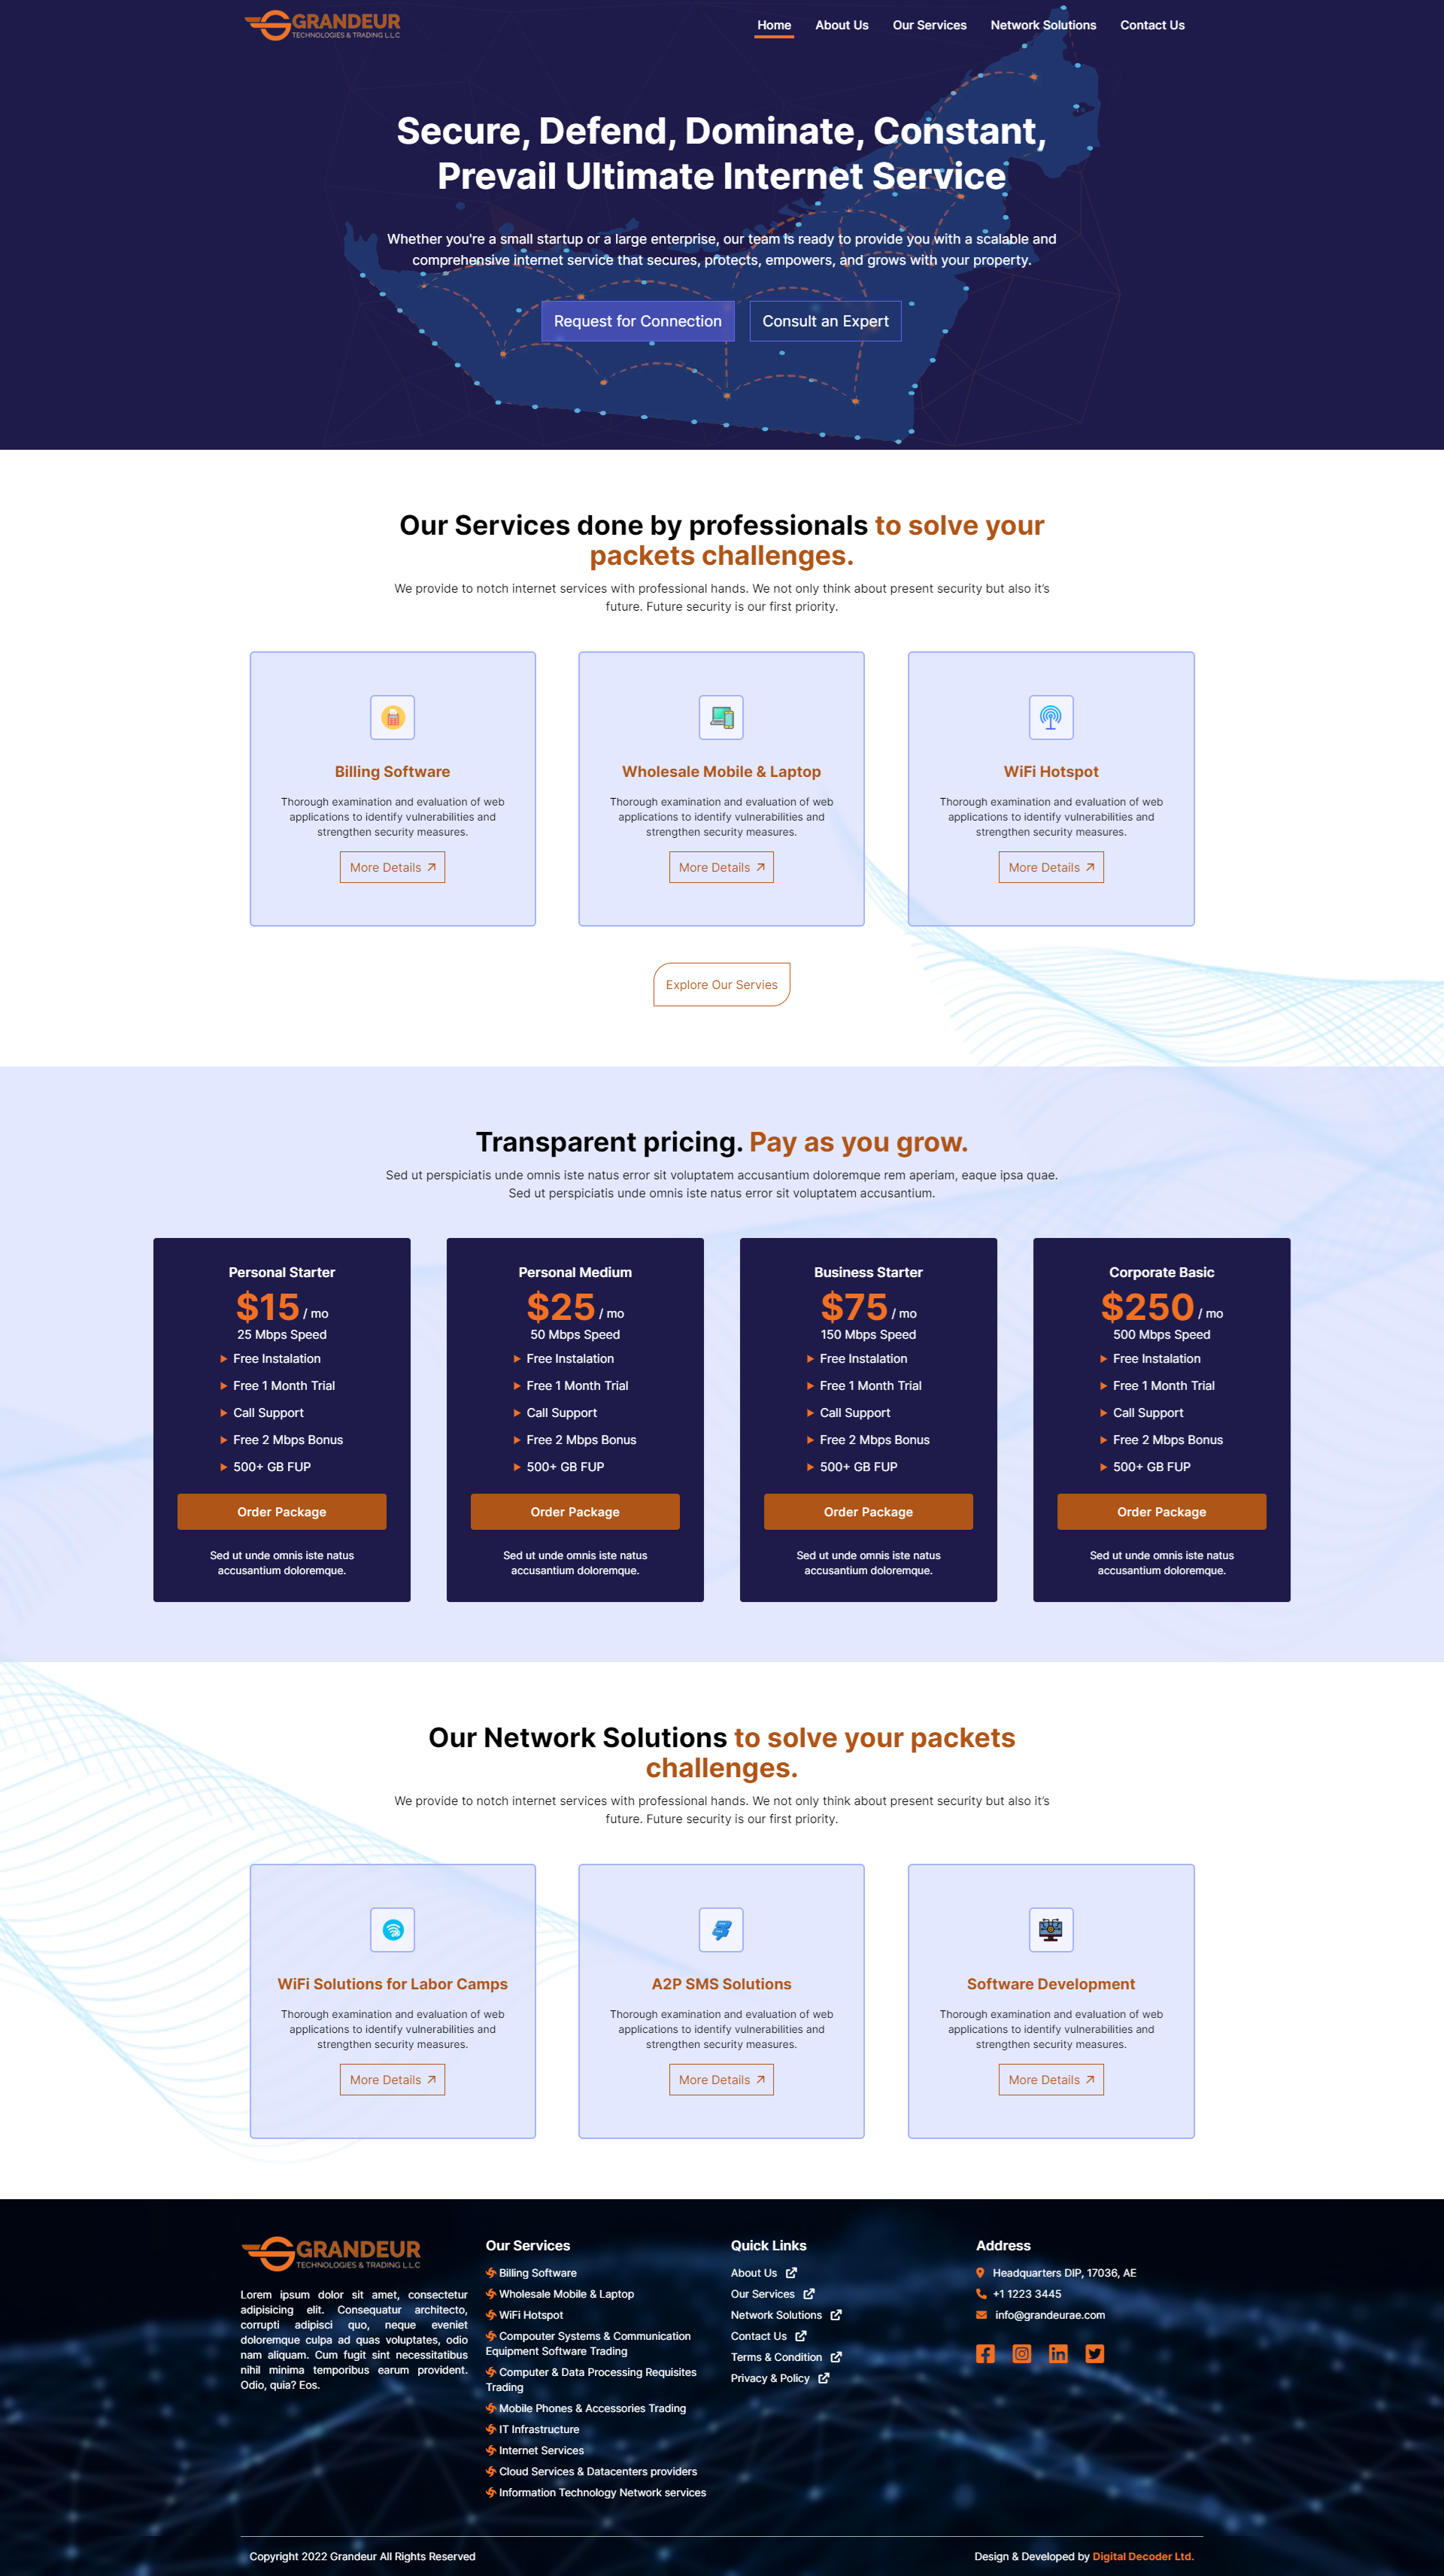 GRANDEUR
TECHNOLOGIES & TRADING L.L.C
Home
About Us
Our Services
Network Solutions
Contact Us
Secure, Defend, Dominate, Constant,
Prevail Ultimate Internet Service
Whether you're a small startup or a large enterprise, our team is ready to provide you with a scalable and
comprehensive internet service that secures, protects, empowers, and grows with your property.
Request for Connection
Consult an Expert
Our Services done by professionals to solve your
packets challenges.
We provide to notch internet services with professional hands. We not only think about present security but also it's
future. Future security is our first priority.
Billing Software
Thorough examination and evaluation of web
applications to identify vulnerabilities and
strengthen security measures.
More Details
Wholesale Mobile & Laptop
Thorough examination and evaluation of web
applications to identify vulnerabilities and
strengthen security measures.
More Details
WiFi Hotspot
Thorough examination and evaluation of web
applications to identify vulnerabilities and
strengthen security measures.
More Details
Explore Our Servies
Transparent pricing. Pay as you grow.
Sed ut perspiciatis unde omnis iste natus error sit voluptatem accusantium doloremque rem aperiam, eaque ipsa quae.
Sed ut perspiciatis unde omnis iste natus error sit voluptatem accusantium.
Personal Starter
$15 / mo
25 Mbps Speed
Free Instalation
Free 1 Month Trial
Call Support
Free 2 Mbps Bonus
500+ GB FUP
Order Package
Sed ut unde omnis iste natus
accusantium doloremque.
Personal Medium
$25 / mo
50 Mbps Speed
Free Instalation
Free 1 Month Trial
Call Support
Free 2 Mbps Bonus
500+ GB FUP
Order Package
Sed ut unde omnis iste natus
accusantium doloremque.
Business Starter
$75 / mo
150 Mbps Speed
Free Instalation
Free 1 Month Trial
Call Support
Free 2 Mbps Bonus
500+ GB FUP
Order Package
Sed ut unde omnis iste natus
accusantium doloremque.
Corporate Basic
$250 / mo
500 Mbps Speed
Free Instalation
Free 1 Month Trial
Call Support
Free 2 Mbps Bonus
500+ GB FUP
Order Package
Sed ut unde omnis iste natus
accusantium doloremque.
Our Network Solutions to solve your packets
challenges.
We provide to notch internet services with professional hands. We not only think about present security but also it's
future. Future security is our first priority.
WiFi Solutions for Labor Camps
Thorough examination and evaluation of web
applications to identify vulnerabilities and
strengthen security measures.
More Details
A2P SMS Solutions
Thorough examination and evaluation of web
applications to identify vulnerabilities and
strengthen security measures.
More Details
Software Development
Thorough examination and evaluation of web
applications to identify vulnerabilities and
strengthen security measures.
More Details
GRANDEUR
TECHNOLOGIES & TRADING L.L.C
Lorem ipsum dolor sit amet, consectetur
adipisicing elit. Consequatur architecto,
corrupti adipisci quo, neque eveniet
doloremque culpa ad quas voluptates, odio
nam aliquam. Cum fugit sint necessitatibus
nihil minima temporibus earum provident.
Odio, quia? Eos.
Our Services
Billing Software
Wholesale Mobile & Laptop
WiFi Hotspot
Compouter Systems & Communication
Equipment Software Trading
Computer & Data Processing Requisites
Trading
Mobile Phones & Accessories Trading
IT Infrastructure
Internet Services
Cloud Services & Datacenters providers
Information Technology Network services
Quick Links
About Us
Our Services
Network Solutions
Contact Us
Terms & Condition
Privacy & Policy
Address
Headquarters DIP, 17036, AE
+1 1223 3445
info@grandeurae.com
Copyright 2022 Grandeur All Rights Reserved
Design & Developed by Digital Decoder Ltd.